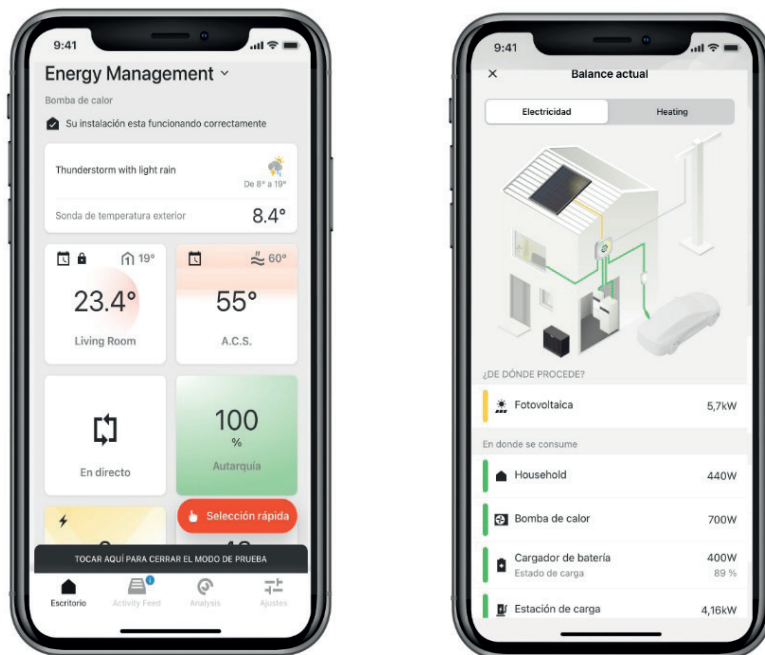 9:41
Energy Management
Bomba de calor
Su instalación esta funcionando correctamente
Thunderstorm with light rain
De 8° a 19°
Sonda de temperatura exterior 8.4°
19°
23.4°
Living Room
60°
55°
A.C.S.
En directo
100
%
Autarquía
Selección rápida
TOCAR AQUÍ PARA CERRAR EL MODO DE PRUEBA
Escritorio Activity Feed Analysis Ajustes
9:41
Balance actual
Electricidad Heating
¿DE DÓNDE PROCEDE?
Fotovoltaica 5,7kW
En donde se consume
Household 440W
Bomba de calor 700W
Cargador de batería 400W
Estado de carga 89 %
Estación de carga 4,16kW